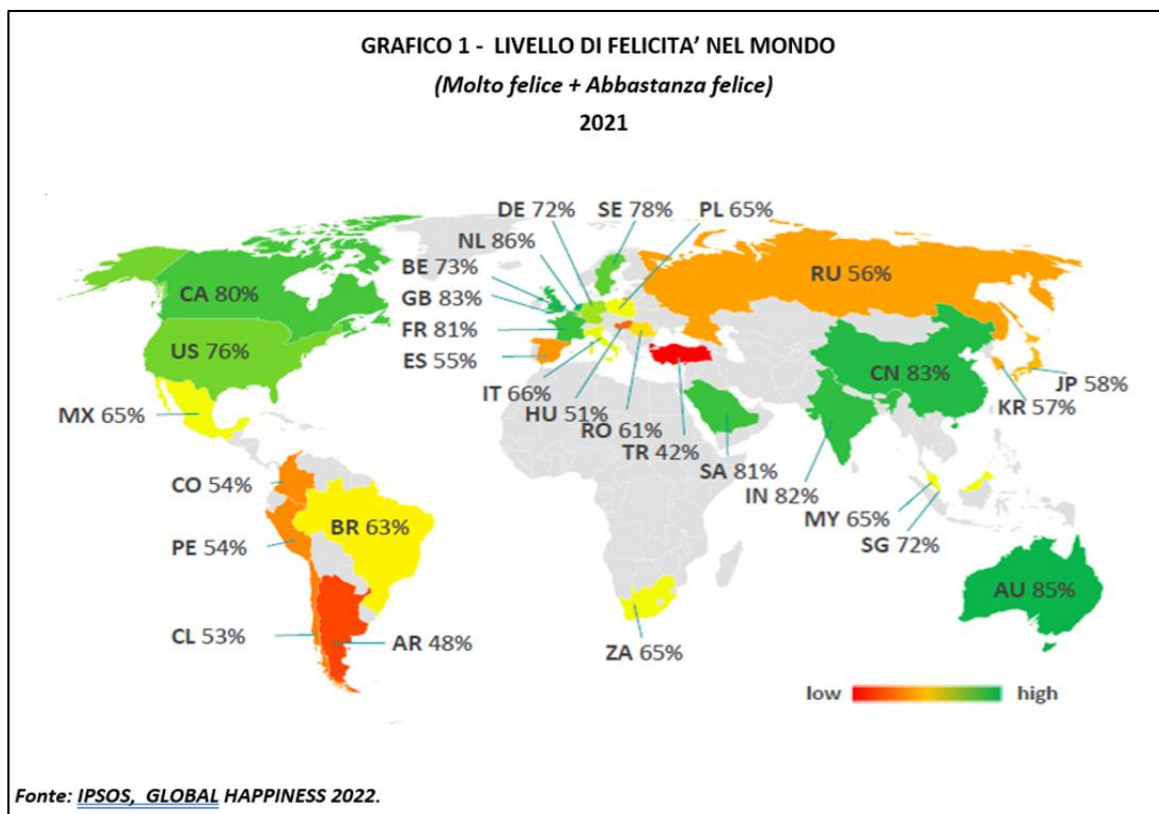 GRAFICO 1 - LIVELLO DI FELICITA’ NEL MONDO
(Molto felice + Abbastanza felice)
2021
DE 72%
SE 78%
PL 65%
NL 86%
BE 73%
GB 83%
FR 81%
ES 55%
IT 66%
HU 51%
RO 61%
TR 42%
CA 80%
US 76%
MX 65%
RU 56%
CN 83%
JP 58%
KR 57%
SA 81%
IN 82%
MY 65%
SG 72%
CO 54%
BR 63%
PE 54%
CL 53%
AR 48%
ZA 65%
AU 85%
low
high
Fonte: IPSOS, GLOBAL HAPPINESS 2022.